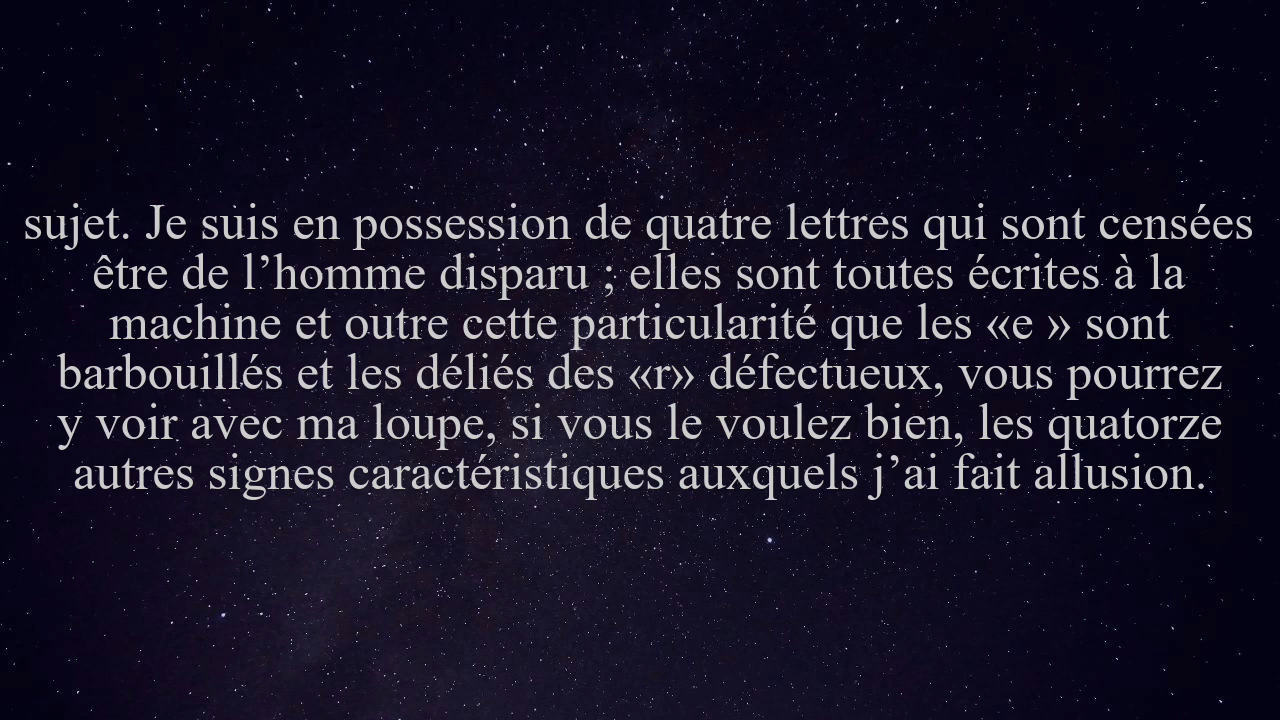 sujet. Je suis en possession de quatre lettres qui sont censées
être de l’homme disparu ; elles sont toutes écrites à la
machine et outre cette particularité que les «e » sont
barbouillés et les déliés des «r» défectueux, vous pourrez
y voir avec ma loupe, si vous le voulez bien, les quatorze
autres signes caractéristiques auxquels j’ai fait allusion.